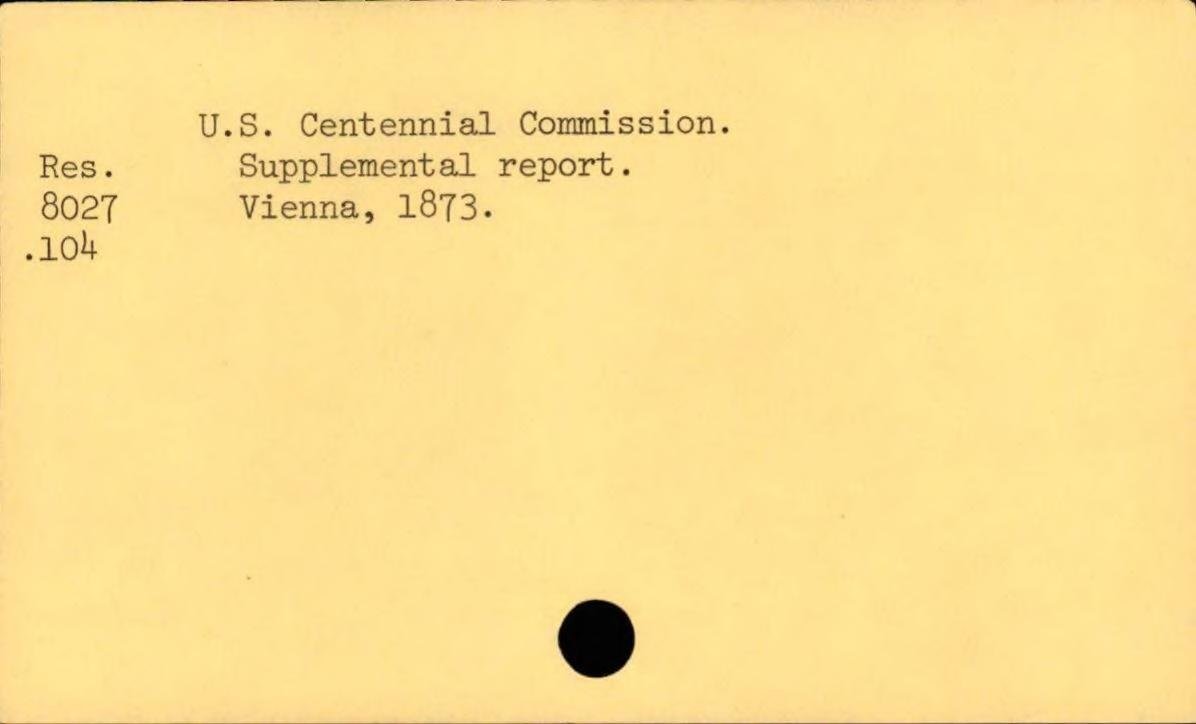 U.S. Centennial Commission.
Res. Supplemental report.
8027 Vienna, 1873.
.104